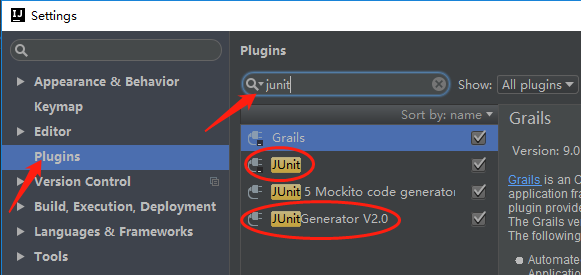 IJ Settings
Plugins
junit
Show: All plugins
Appearance & Behavior
Keymap
Editor
Plugins
Version Control
Build, Execution, Deployment
Languages & Frameworks
Tools
Sort by: name
Grails
JUnit
JUnit 5 Mockito code generator
JUnitGenerator V2.0
Grails
Version: 9.0
Grails is an O
application fra
plugin provide
The Grails ver
The following
Automate